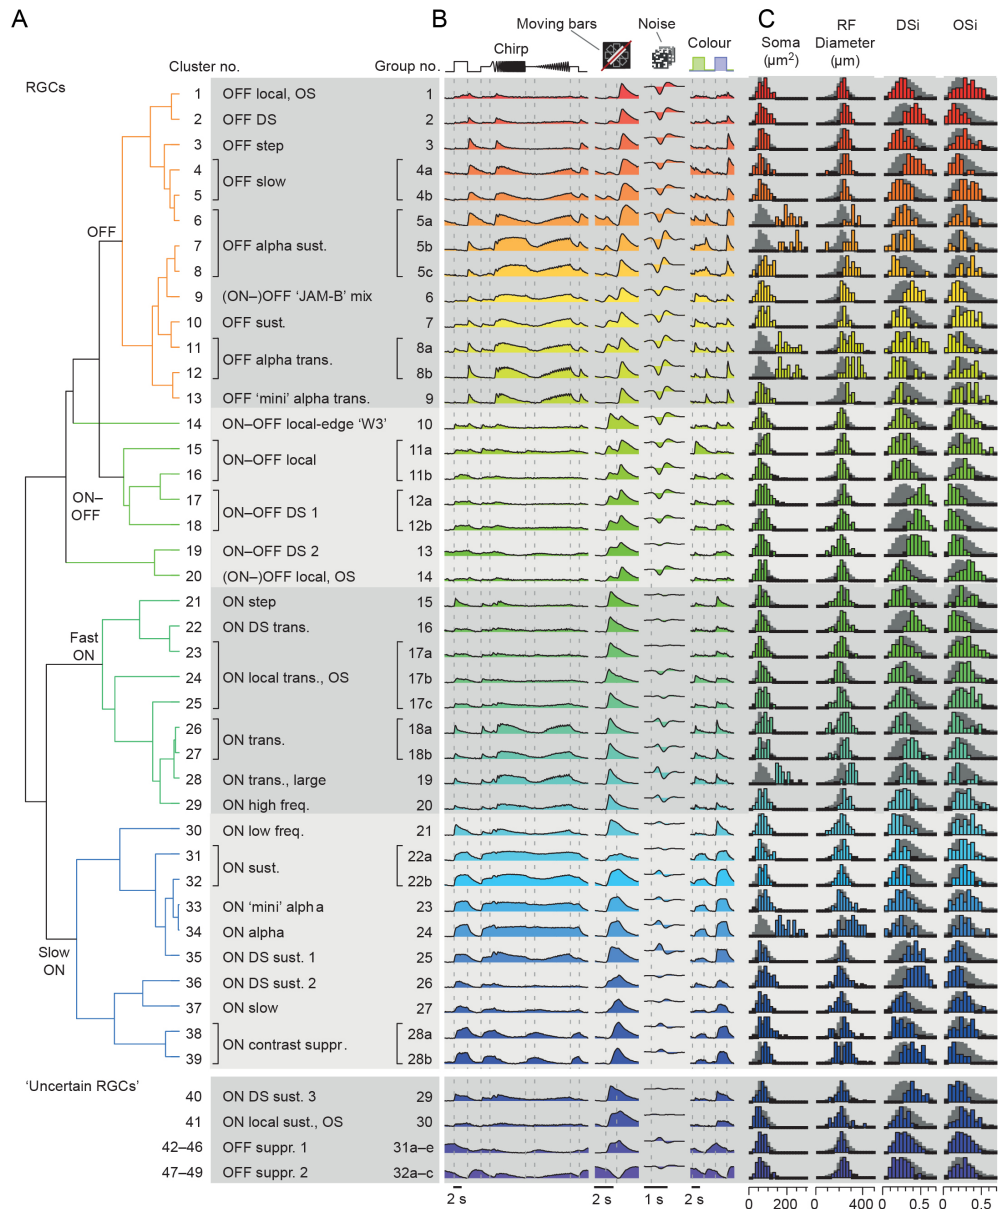 A
B
C
Moving bars
Noise
Chirp
Colour
Soma
(µm²)
RF
Diameter
(µm)
DSi
OSi
Cluster no.
Group no.
RGCs
1 OFF local, OS 1
2 OFF DS 2
3 OFF step 3
4 4a
OFF slow
5 4b
6 5a
7 OFF alpha sust. 5b
8 5c
9 (ON–)OFF ‘JAM-B’ mix 6
10 OFF sust. 7
11 8a
OFF alpha trans.
12 8b
13 OFF ‘mini’ alpha trans. 9
14 ON–OFF local-edge ‘W3’ 10
15 11a
ON–OFF local
16 11b
17 12a
ON–OFF DS 1
18 12b
19 ON–OFF DS 2 13
20 (ON–)OFF local, OS 14
21 ON step 15
22 ON DS trans. 16
23 17a
24 ON local trans., OS 17b
25 17c
26 18a
ON trans.
27 18b
28 ON trans., large 19
29 ON high freq. 20
30 ON low freq. 21
31 22a
ON sust.
32 22b
33 ON ‘mini’ alpha 23
34 ON alpha 24
35 ON DS sust. 1 25
36 ON DS sust. 2 26
37 ON slow 27
38 28a
ON contrast suppr. 
39 28b
OFF
ON–
OFF
Fast
ON
Slow
ON
‘Uncertain RGCs’
40 ON DS sust. 3 29
41 ON local sust., OS 30
42–46 OFF suppr. 1 31a–e
47–49 OFF suppr. 2 32a–c
2 s
2 s
1 s
2 s
0 200
0 400
0 0.5
0 0.5